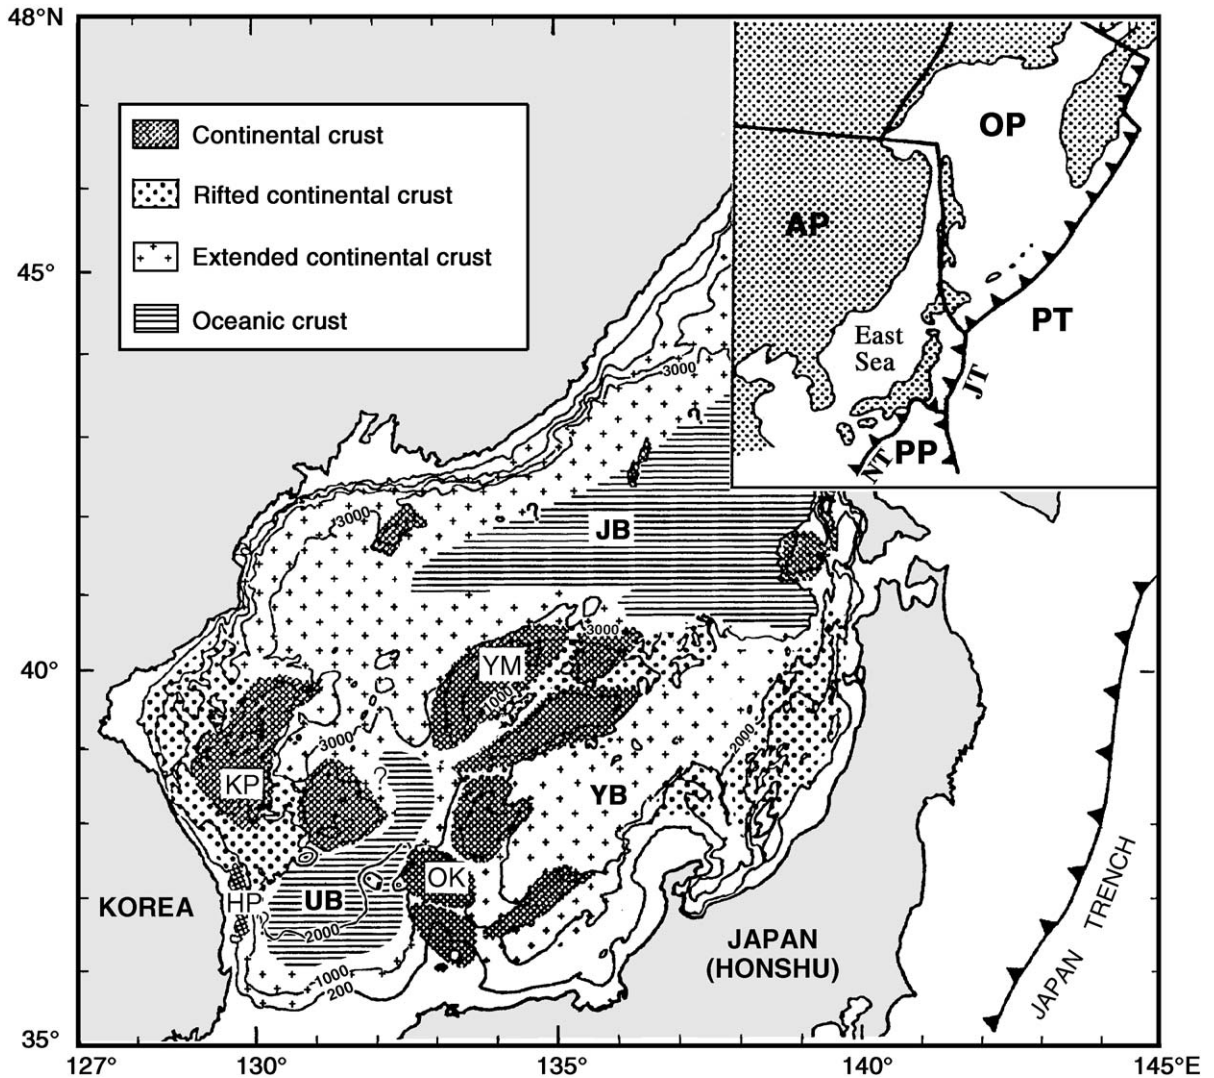 48°N
45°
40°
35°
127°
130°
135°
140°
145°E
Continental crust
Rifted continental crust
Extended continental crust
Oceanic crust
OP
AP
PT
East
Sea
JT
PP
NT
3000
?
3000
?
JB
3000
YM
1000
3000
2000
?
KP
YB
OK
HP
?
UB
2000
1000
200
KOREA
JAPAN
(HONSHU)
JAPAN TRENCH